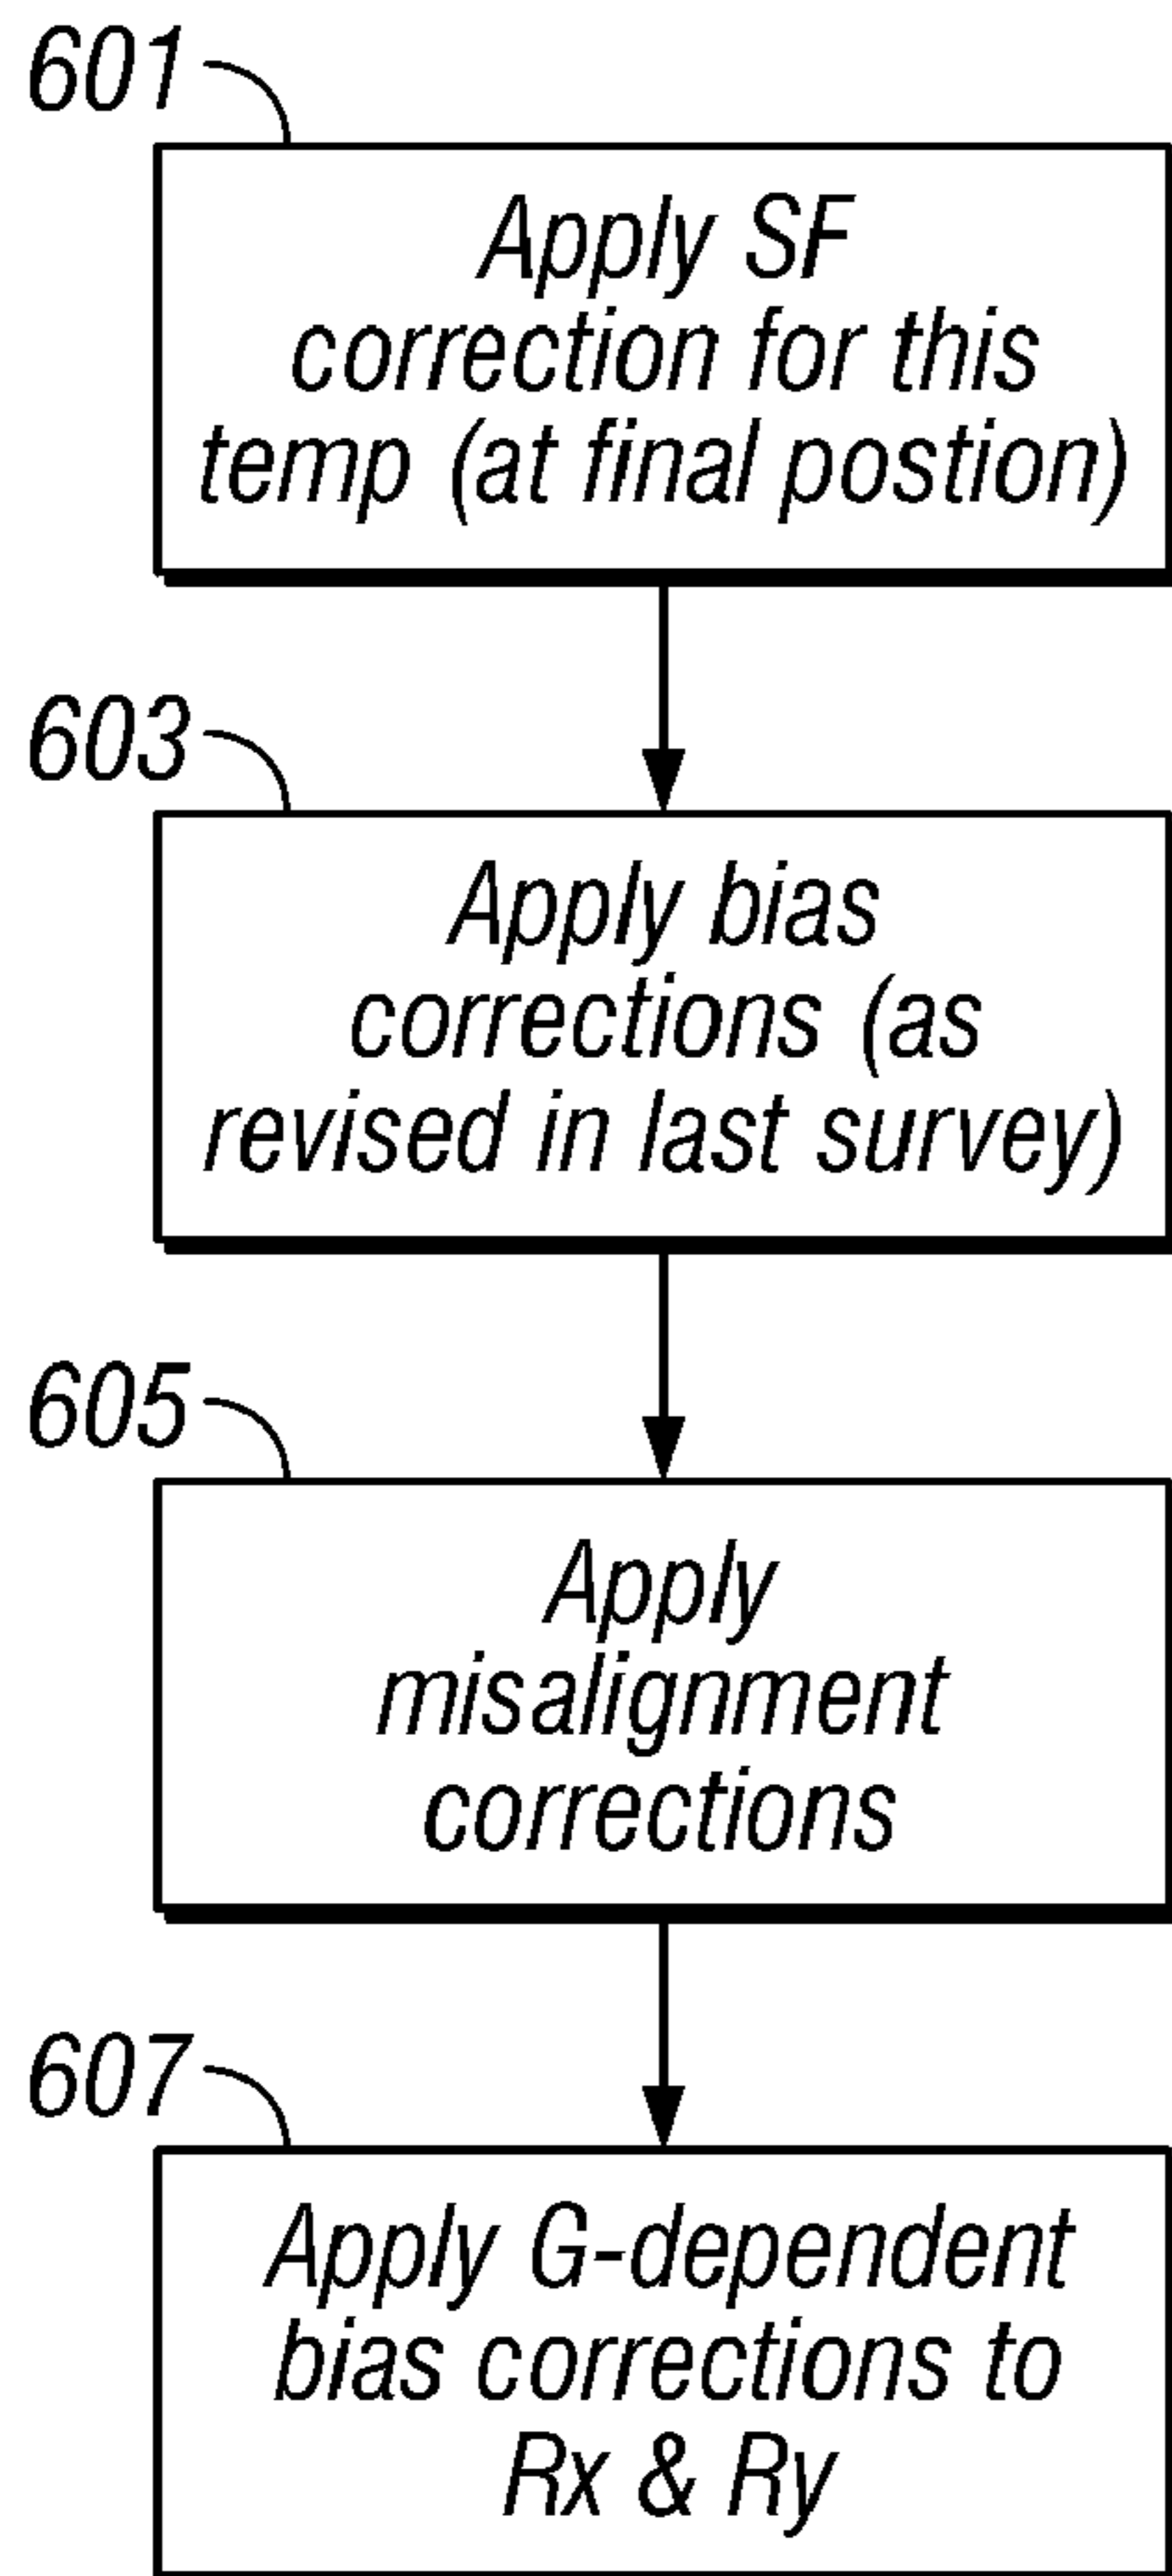 601
Apply SF
correction for this
temp (at final postion)
603
Apply bias
corrections (as
revised in last survey)
605
Apply
misalignment
corrections
607
Apply G-dependent
bias corrections to
Rx & Ry